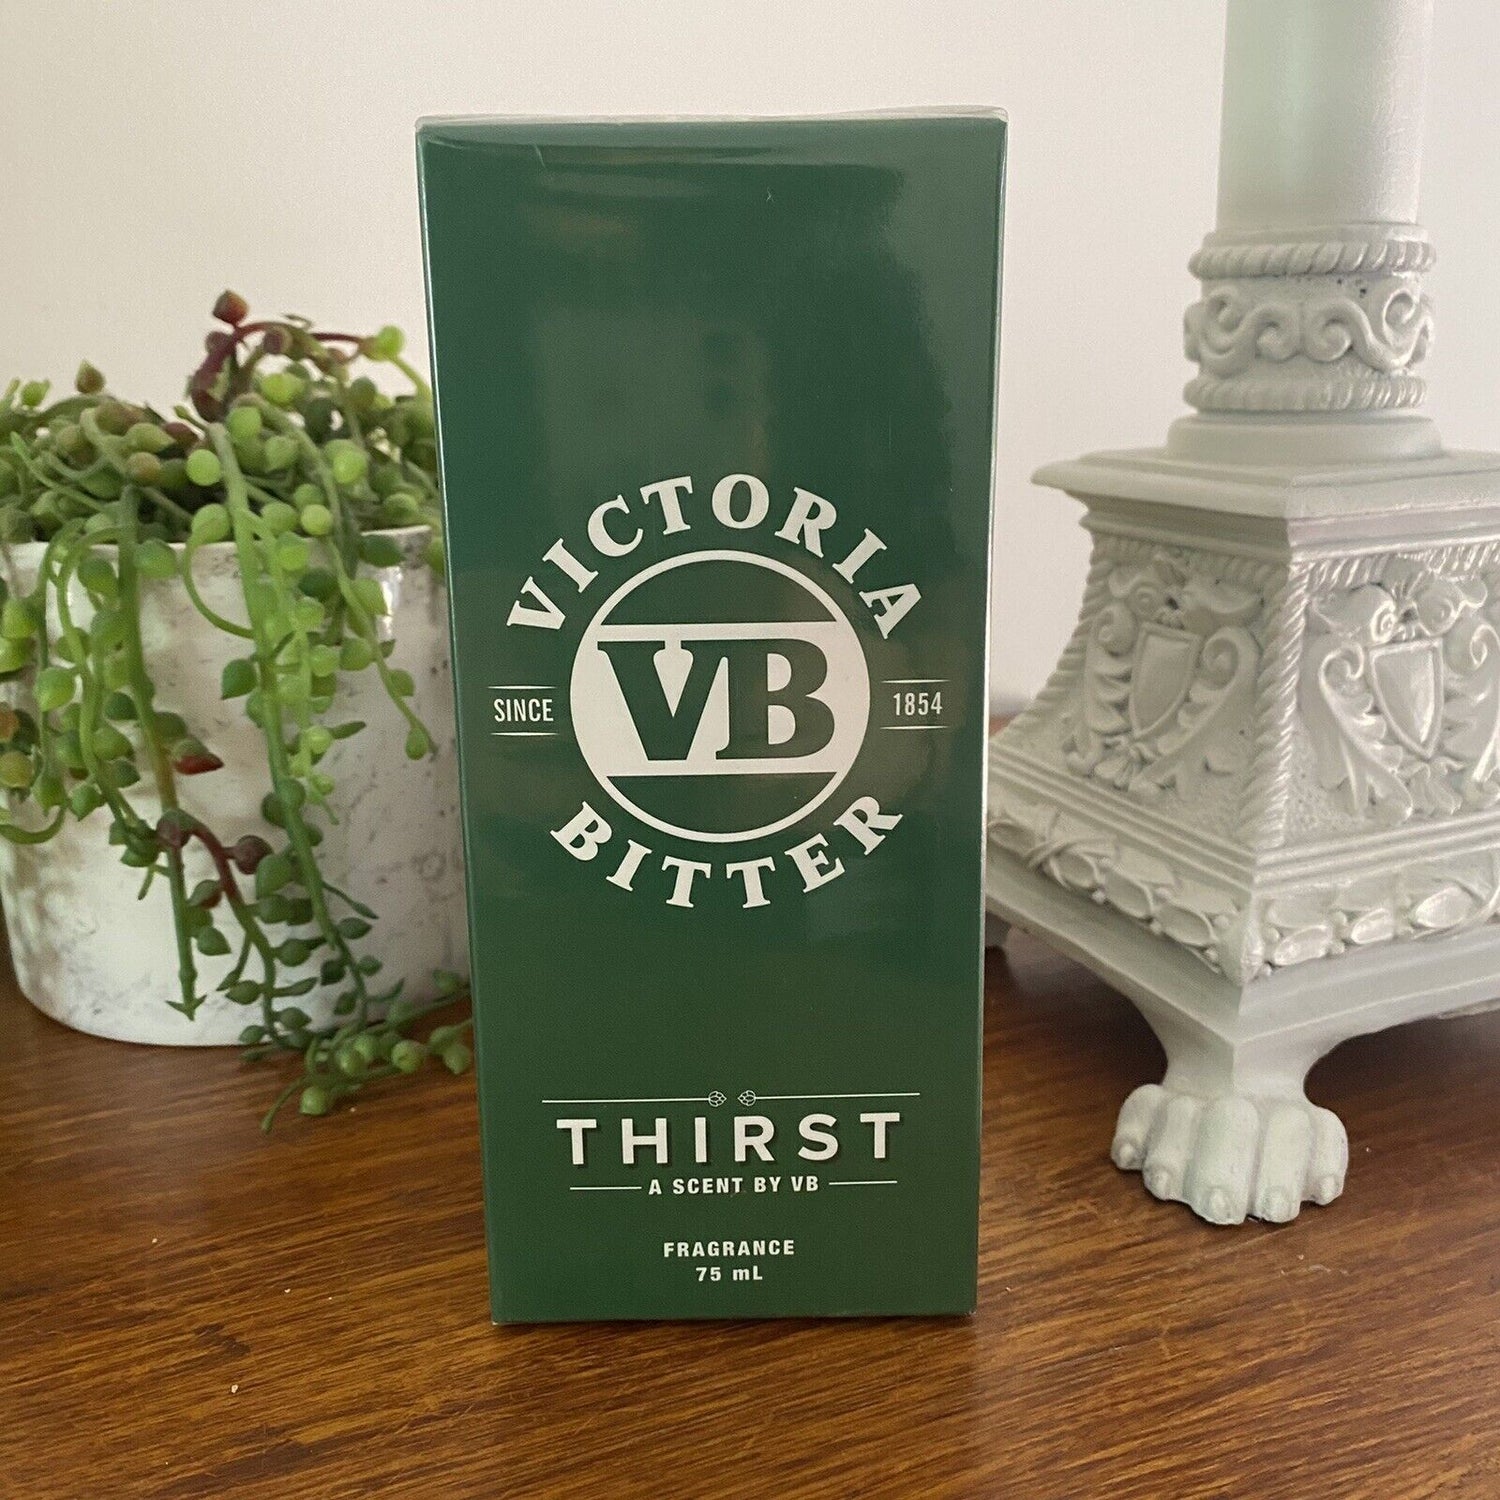 VICTORIA
SINCE VB 1854
BITTER
THIRST
A SCENT BY VB
FRAGRANCE
75 mL